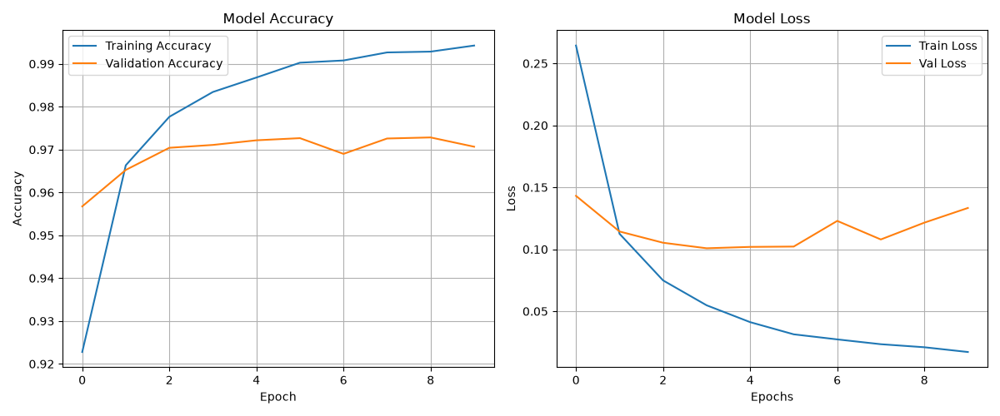 Model Accuracy
Training Accuracy
Validation Accuracy
0.99
0.98
0.97
0.96
0.95
0.94
0.93
0.92
Accuracy
0 2 4 6 8
Epoch
Model Loss
Train Loss
Val Loss
0.25
0.20
0.15
0.10
0.05
Loss
0 2 4 6 8
Epochs